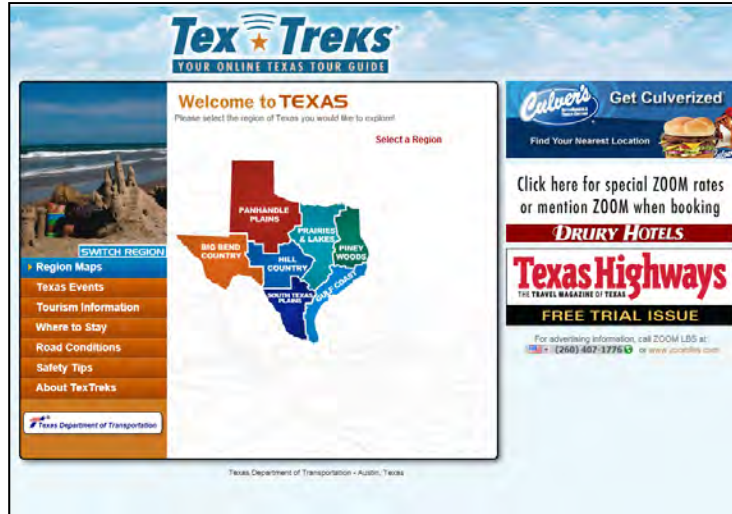 Tex Treks
YOUR ONLINE TEXAS TOUR GUIDE
Welcome to TEXAS
Please select the region of Texas you would like to explore!
Select a Region
PANHANDLE
PLAINS
PRAIRIES
& LAKES
BIG BEND
COUNTRY
HILL
COUNTRY
PINEY
WOODS
SOUTH TEXAS
PLAINS
GULF COAST
SWITCH REGION
Region Maps
Texas Events
Tourism Information
Where to Stay
Road Conditions
Safety Tips
About TexTreks
Texas Department of Transportation
Culver's
Get Culverized
Find Your Nearest Location
Click here for special ZOOM rates
or mention ZOOM when booking
DRURY HOTELS
Texas Highways
THE TRAVEL MAGAZINE OF TEXAS
FREE TRIAL ISSUE
For advertising information, call ZOOM LBS at:
(260) 407-1776 or
Texas Department of Transportation - Austin, Texas